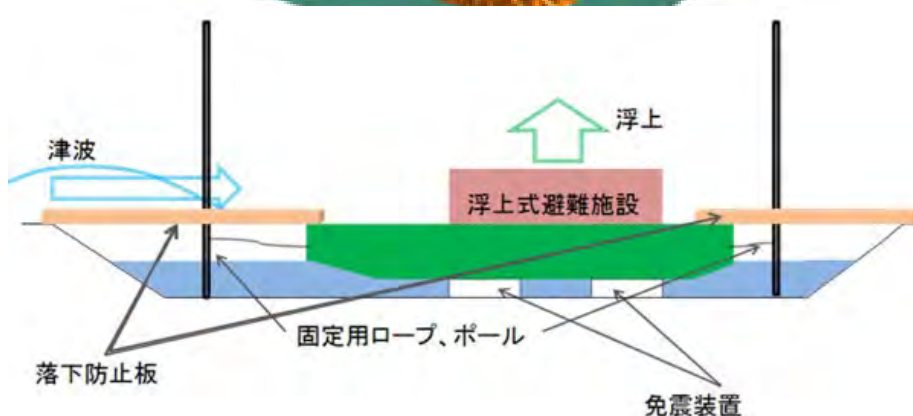 浮上
津波
浮上式避難施設
固定用ロープ、ポール
落下防止板
免震装置